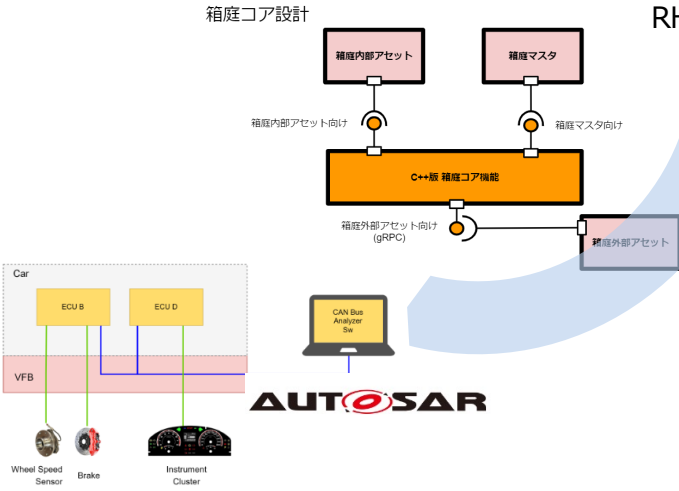 箱庭コア設計
RH
箱庭内部アセット
箱庭マスタ
箱庭内部アセット向け
箱庭マスタ向け
C++版 箱庭コア機能
箱庭外部アセット向け
(gRPC)
箱庭外部アセット
Car
ECU B
ECU D
CAN Bus
Analyzer
Sw
VFB
AUTOSAR
Wheel Speed
Sensor
Brake
Instrument
Cluster